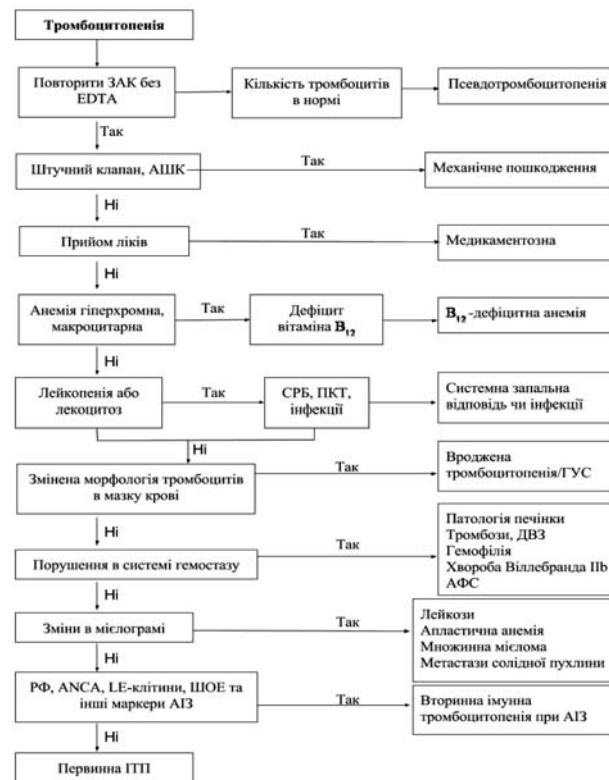 Тромбоцитопенія
Повторити ЗАК без
EDTA
Кількість тромбоцитів
в нормі
Псевдотромбоцитопенія
Так
Штучний клапан, АШК
Так
Механічне пошкодження
Ні
Прийом ліків
Так
Медикаментозна
Ні
Анемія гіперхромна,
макроцитарна
Так
Дефіцит
вітаміна B12
B12-дефіцитна анемія
Ні
Лейкопенія або
лекоцитоз
Так
СРБ, ПКТ,
інфекції
Системна запальна
відповідь чи інфекції
Ні
Змінена морфологія тромбоцитів
в мазку крові
Так
Вроджена
тромбоцитопенія/ГУС
Ні
Порушення в системі гемостазу
Так
Патологія печінки
Тромбози, ДВЗ
Гемофілія
Хвороба Віллебранда IIb
АФС
Ні
Зміни в мієлограмі
Так
Лейкози
Апластична анемія
Множинна мієлома
Метастази солідної пухлини
Ні
РФ, ANCA, LE-клітини, ШОЕ та
інші маркери АІЗ
Так
Вторинна імунна
тромбоцитопенія при АІЗ
Ні
Первинна ІТП